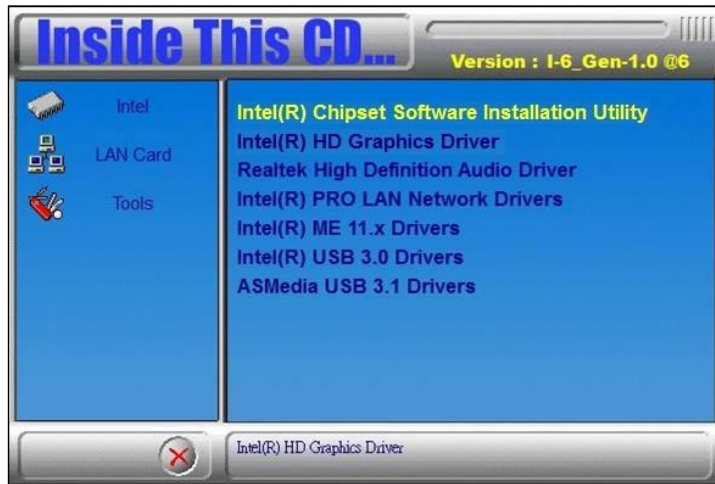 Inside This CD...
Version : I-6_Gen-1.0 @6
Intel
LAN Card
Tools
Intel(R) Chipset Software Installation Utility
Intel(R) HD Graphics Driver
Realtek High Definition Audio Driver
Intel(R) PRO LAN Network Drivers
Intel(R) ME 11.x Drivers
Intel(R) USB 3.0 Drivers
ASMedia USB 3.1 Drivers
Intel(R) HD Graphics Driver